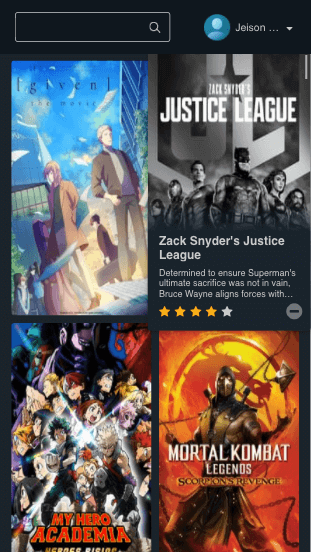 Jeison ...
[given]
the movie
ZACK SNYDER'S
JUSTICE LEAGUE
Zack Snyder's Justice
League
Determined to ensure Superman's
ultimate sacrifice was not in vain,
Bruce Wayne aligns forces with...
MY HERO
ACADEMIA
HEROES RISING
MORTAL KOMBAT
LEGENDS
SCORPION'S REVENGE